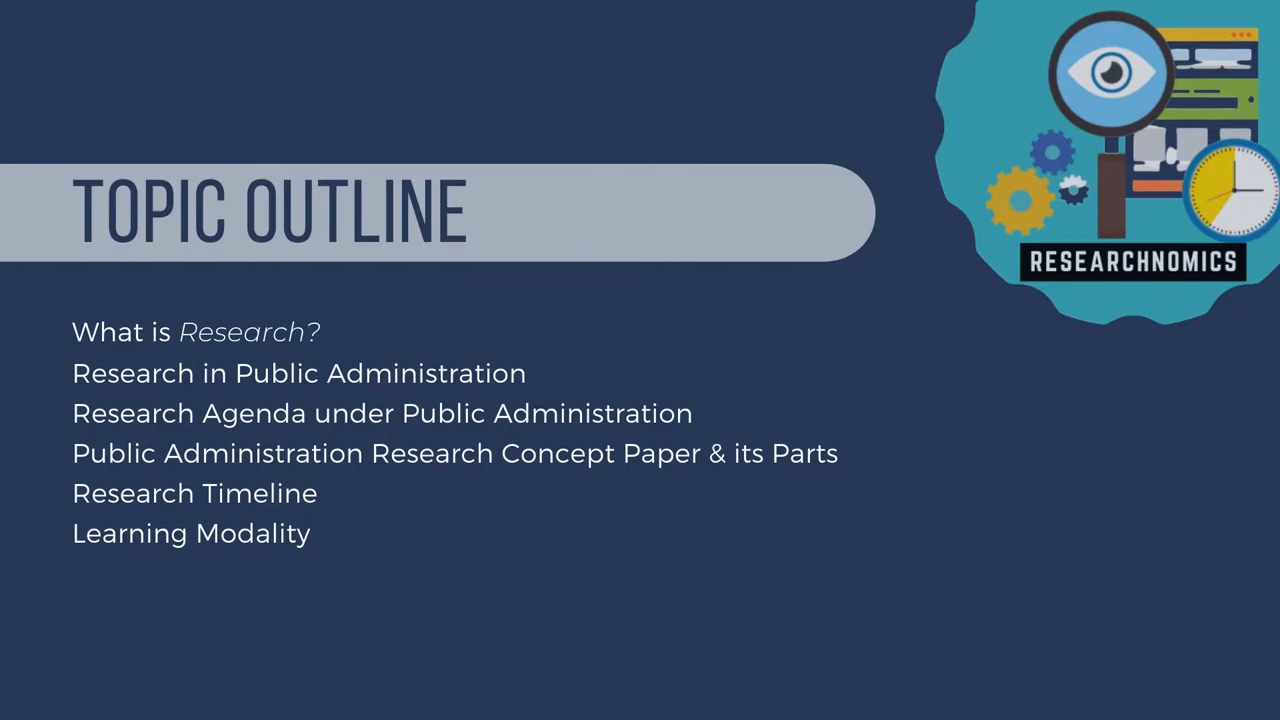 TOPIC OUTLINE
RESEARCHNOMICS
What is Research?
Research in Public Administration
Research Agenda under Public Administration
Public Administration Research Concept Paper & its Parts
Research Timeline
Learning Modality